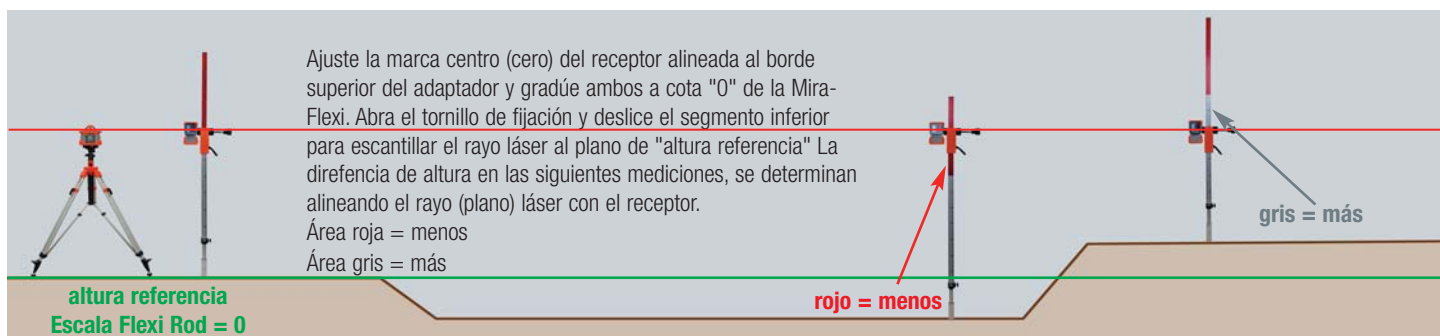 Ajuste la marca centro (cero) del receptor alineada al borde
superior del adaptador y gradúe ambos a cota "0" de la Mira-
Flexi. Abra el tornillo de fijación y deslice el segmento inferior
para escantillar el rayo láser al plano de "altura referencia" La
direfencia de altura en las siguientes mediciones, se determinan
alineando el rayo (plano) láser con el receptor.
Área roja = menos
Área gris = más
altura referencia
Escala Flexi Rod = 0
rojo = menos
gris = más